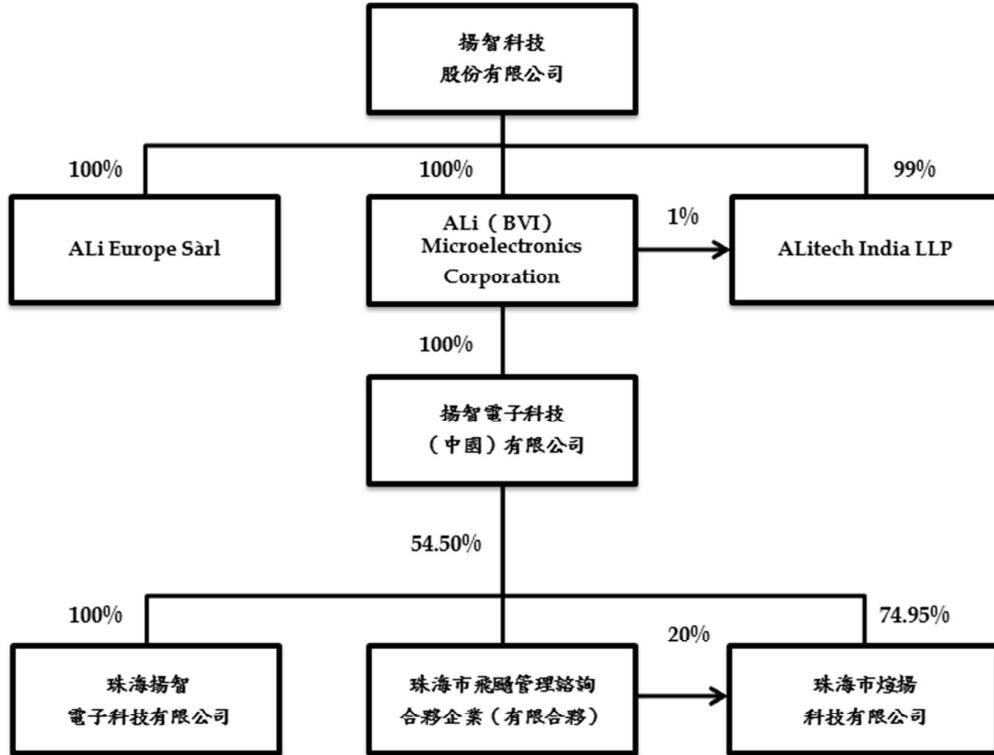 揚智科技
股份有限公司
100%
100%
99%
ALi Europe Sàrl
ALi（BVI）
Microelectronics
Corporation
1%
ALitech India LLP
100%
揚智電子科技
（中國）有限公司
54.50%
100%
20%
74.95%
珠海揚智
電子科技有限公司
珠海市飛颺管理諮詢
合夥企業（有限合夥）
珠海市煌揚
科技有限公司